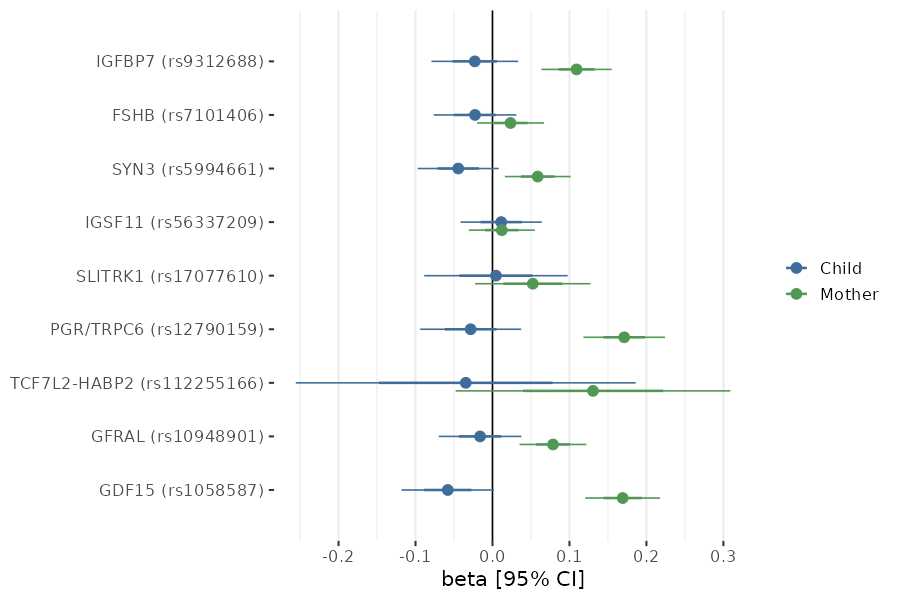 IGFBP7 (rs9312688)
FSHB (rs7101406)
SYN3 (rs5994661)
IGSF11 (rs56337209)
SLITRK1 (rs17077610)
PGR/TRPC6 (rs12790159)
TCF7L2-HABP2 (rs112255166)
GFRAL (rs10948901)
GDF15 (rs1058587)
Child
Mother
-0.2 -0.1 0.0 0.1 0.2 0.3
beta [95% CI]